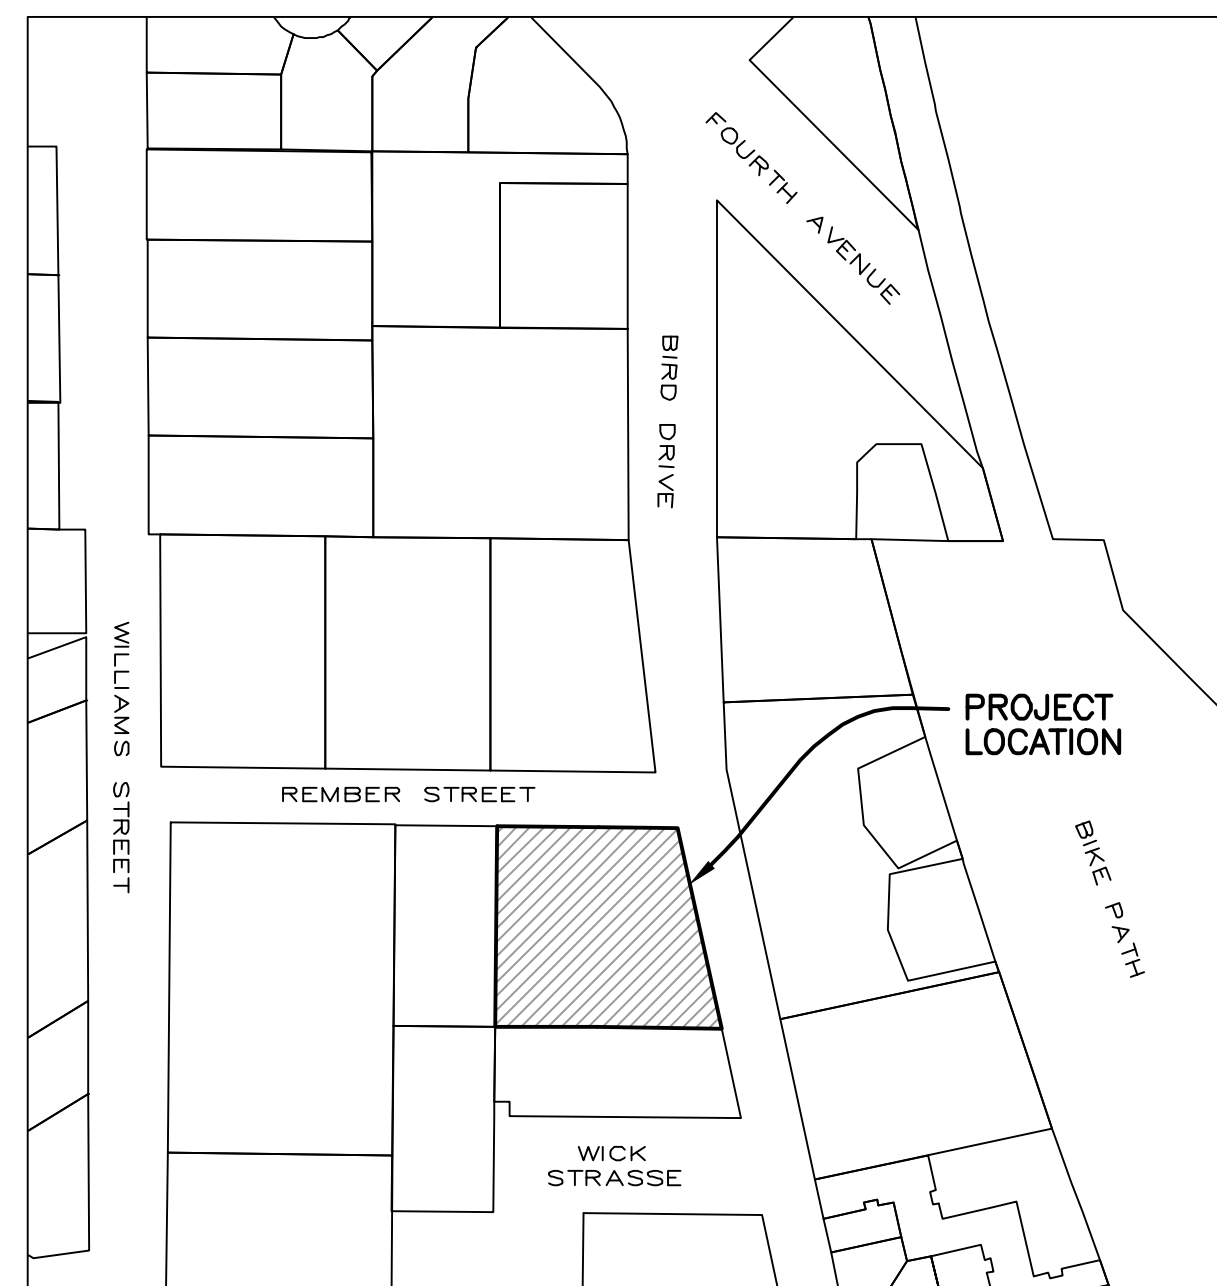 FOURTH AVENUE
BIRD DRIVE
WILLIAMS STREET
PROJECT
LOCATION
REMBER STREET
BIKE PATH
WICK
STRASSE